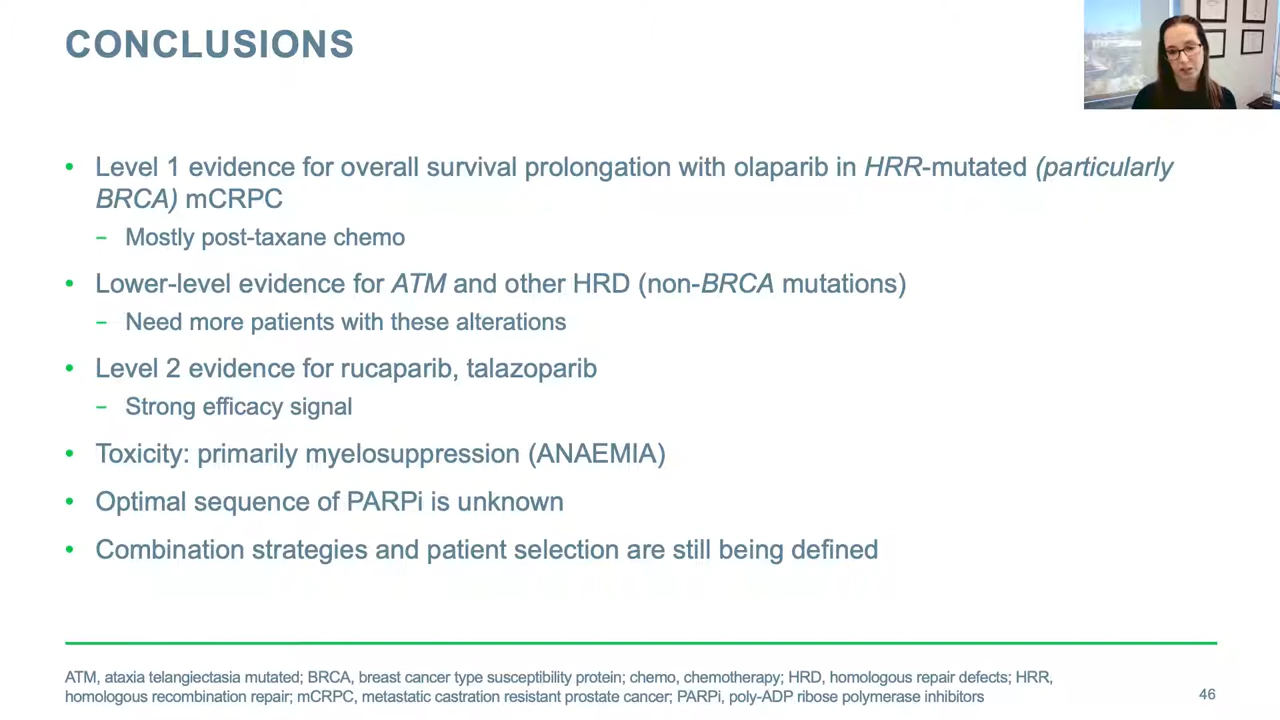 CONCLUSIONS
• Level 1 evidence for overall survival prolongation with olaparib in HRR-mutated (particularly
BRCA) mCRPC
– Mostly post-taxane chemo
• Lower-level evidence for ATM and other HRD (non-BRCA mutations)
– Need more patients with these alterations
• Level 2 evidence for rucaparib, talazoparib
– Strong efficacy signal
• Toxicity: primarily myelosuppression (ANAEMIA)
• Optimal sequence of PARPi is unknown
• Combination strategies and patient selection are still being defined
ATM, ataxia telangiectasia mutated; BRCA, breast cancer type susceptibility protein; chemo, chemotherapy; HRD, homologous repair defects; HRR,
homologous recombination repair; mCRPC, metastatic castration resistant prostate cancer; PARPi, poly-ADP ribose polymerase inhibitors
46